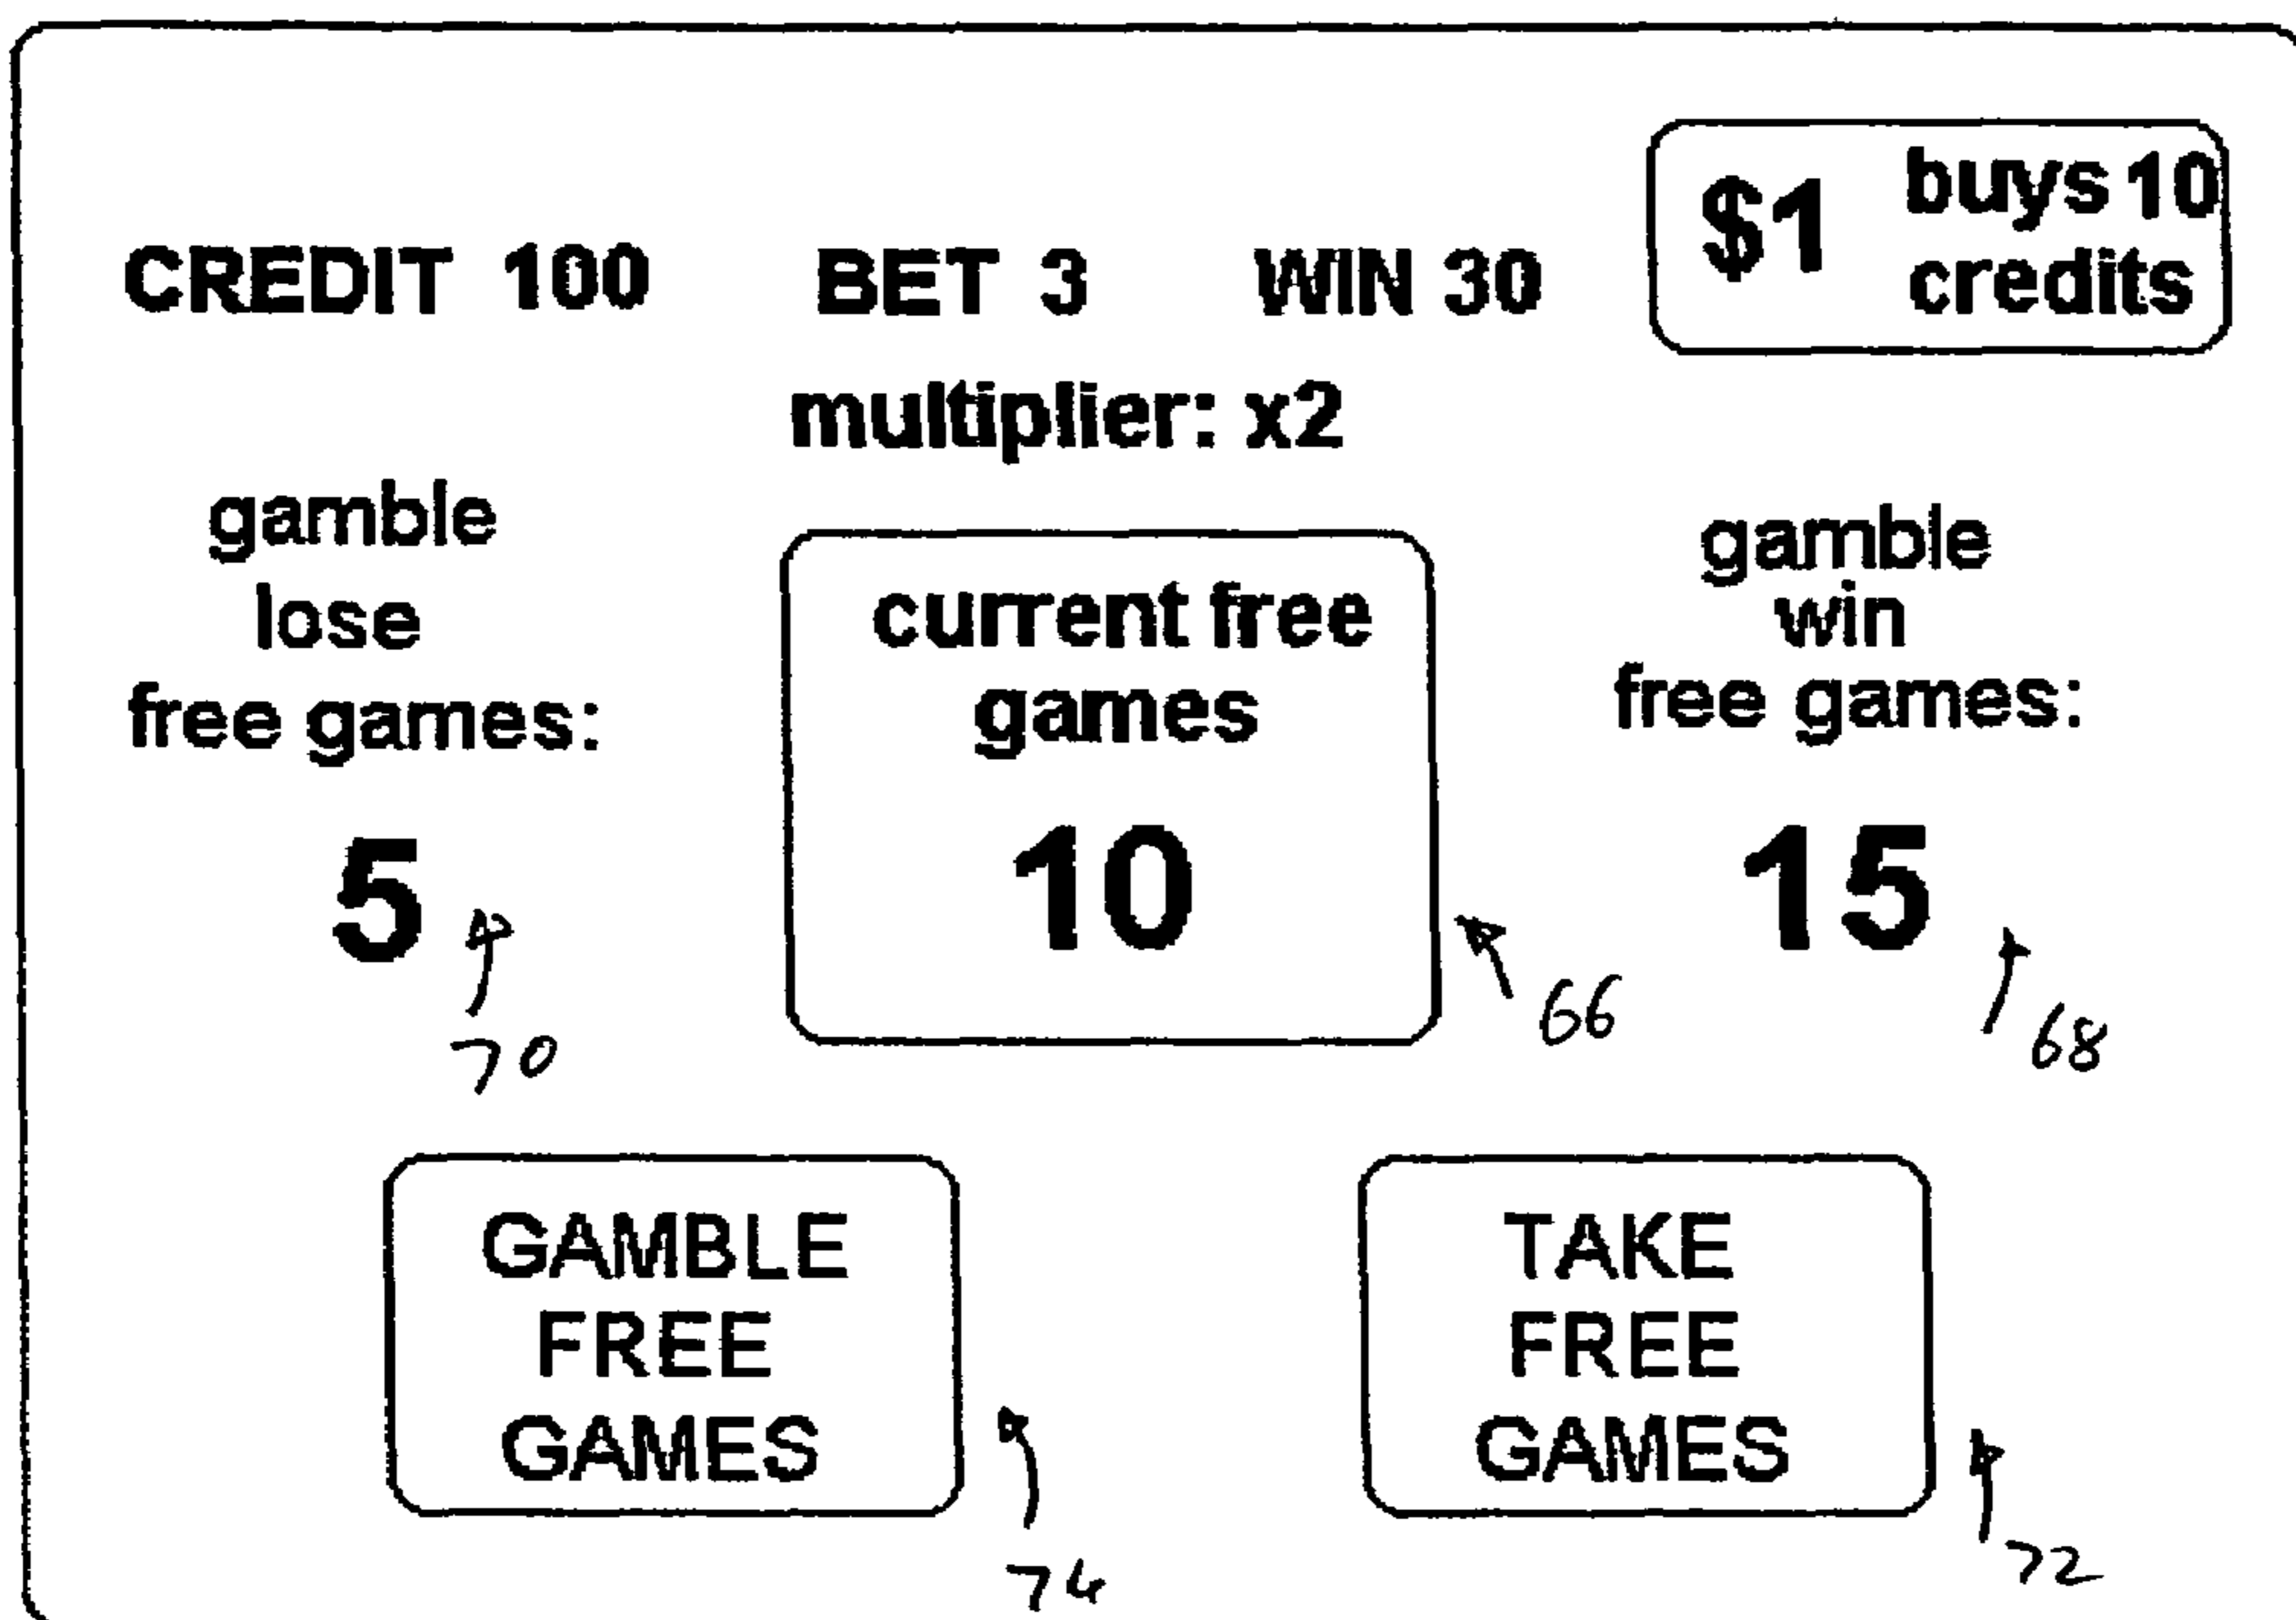 $1 buys 10
credits
CREDIT 100 BET 3 WIN 30
multiplier: x2
gamble
lose
free games:
5
70
current free
games
10
66
gamble
win
free games:
15
68
GAMBLE
FREE
GAMES
74
TAKE
FREE
GAMES
72